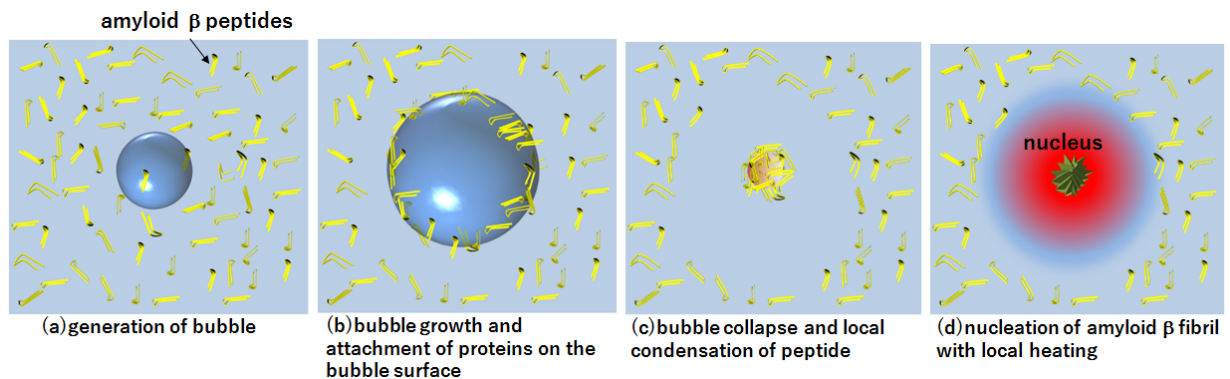 amyloid β peptides
nucleus
(a)generation of bubble
(b)bubble growth and
attachment of proteins on the
bubble surface
(c)bubble collapse and local
condensation of peptide
(d)nucleation of amyloid β fibril
with local heating